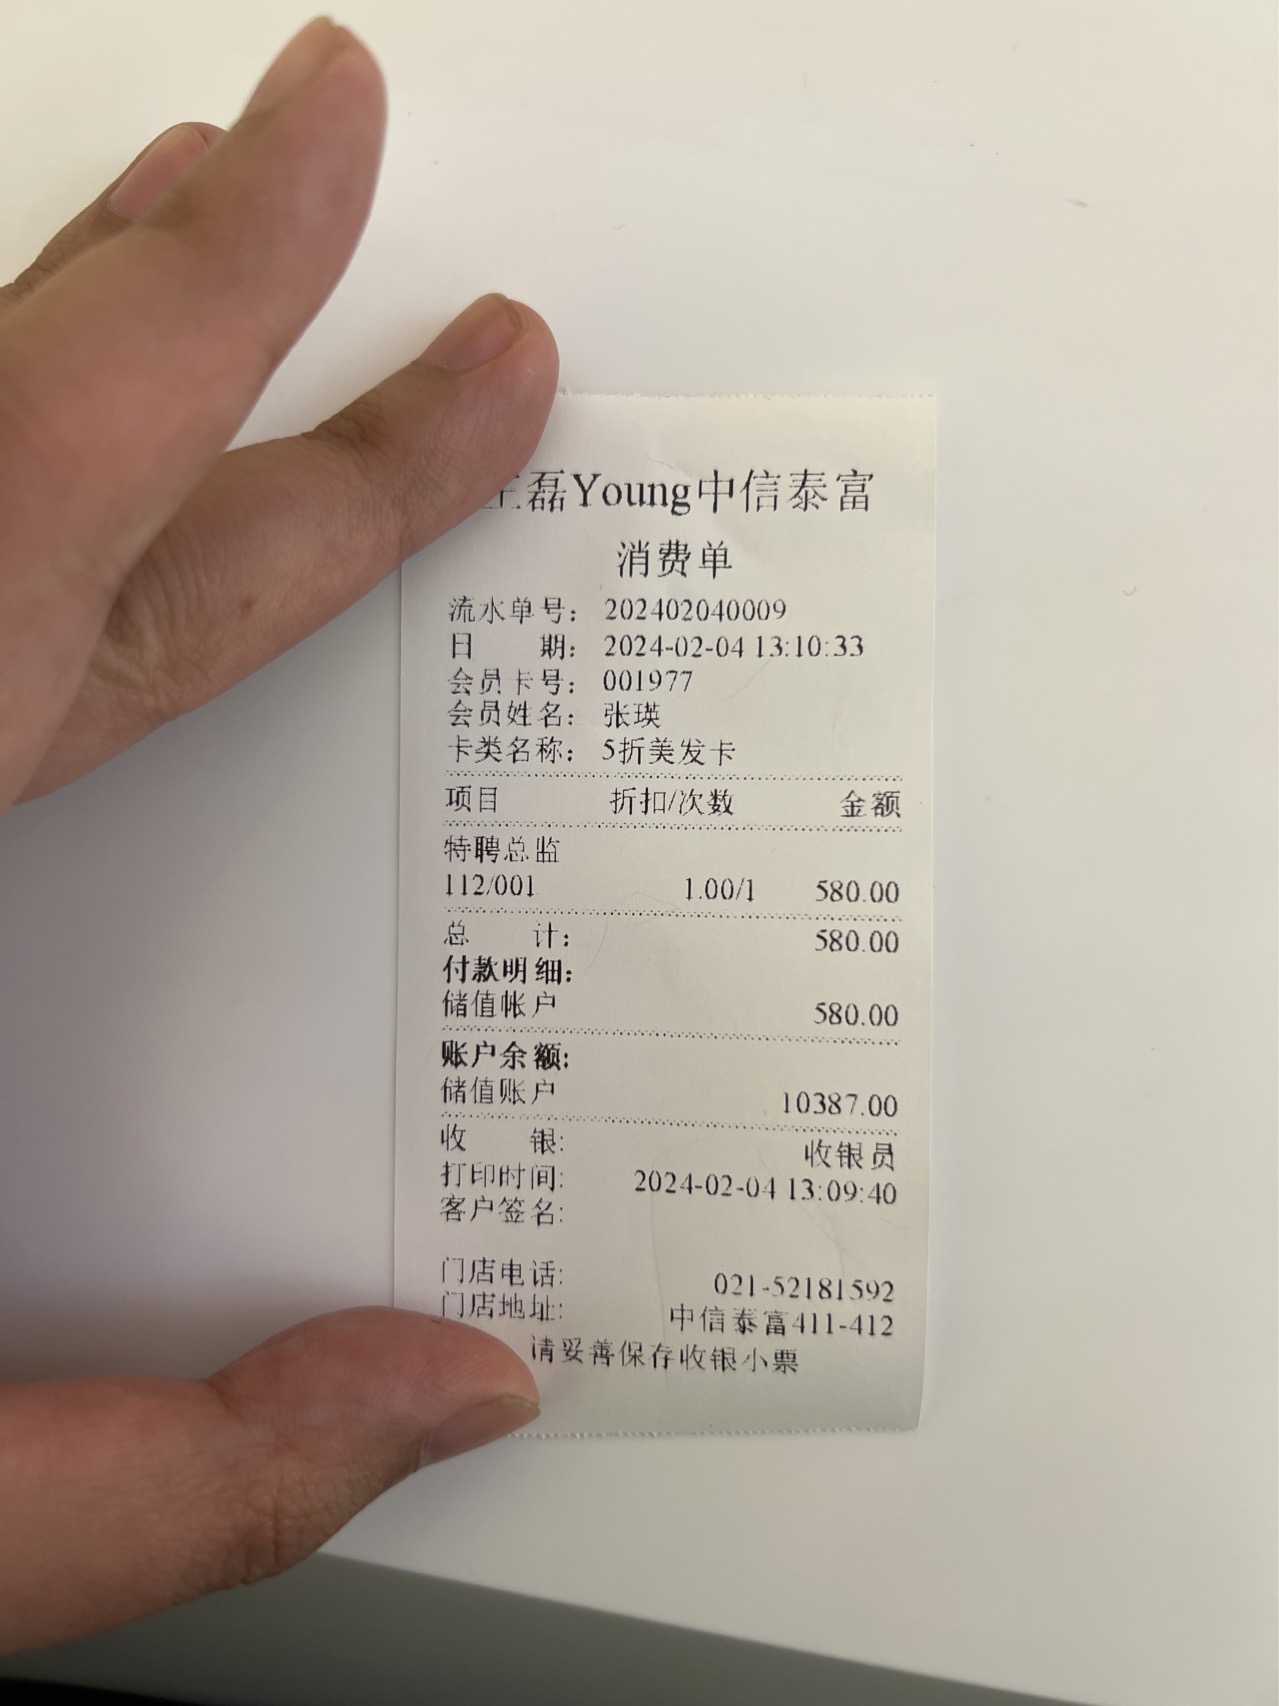 磊Young中信泰富
消费单
流水单号： 202402040009
日 期： 2024-02-04 13:10:33
会员卡号： 001977
会员姓名： 张瑛
卡类名称： 5折美发卡
项目 折扣/次数 金额
特聘总监
112/001 1.00/1 580.00
总 计： 580.00
付款明细：
储值帐户 580.00
账户余额：
储值账户 10387.00
收 银: 收银员
打印时间: 2024-02-04 13:09:40
客户签名:
门店电话: 021-52181592
门店地址: 中信泰富411-412
请妥善保存收银小票